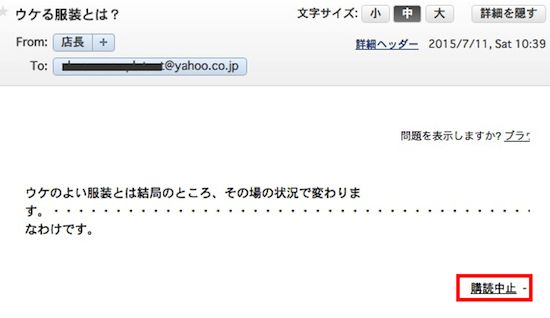 ウケる服装とは？
文字サイズ: 小 中 大 詳細を隠す
From: 店長 +
詳細ヘッダー 2015/7/11, Sat 10:39
To: @yahoo.co.jp
問題を表示しますか? ブラウ
ウケのよい服装とは結局のところ、その場の状況で変わりま
す。・・・・・・・・・・・・・・・・・・・・・・・・・・・・・・・・・・・・・・・
なわけです。
購読中止 -